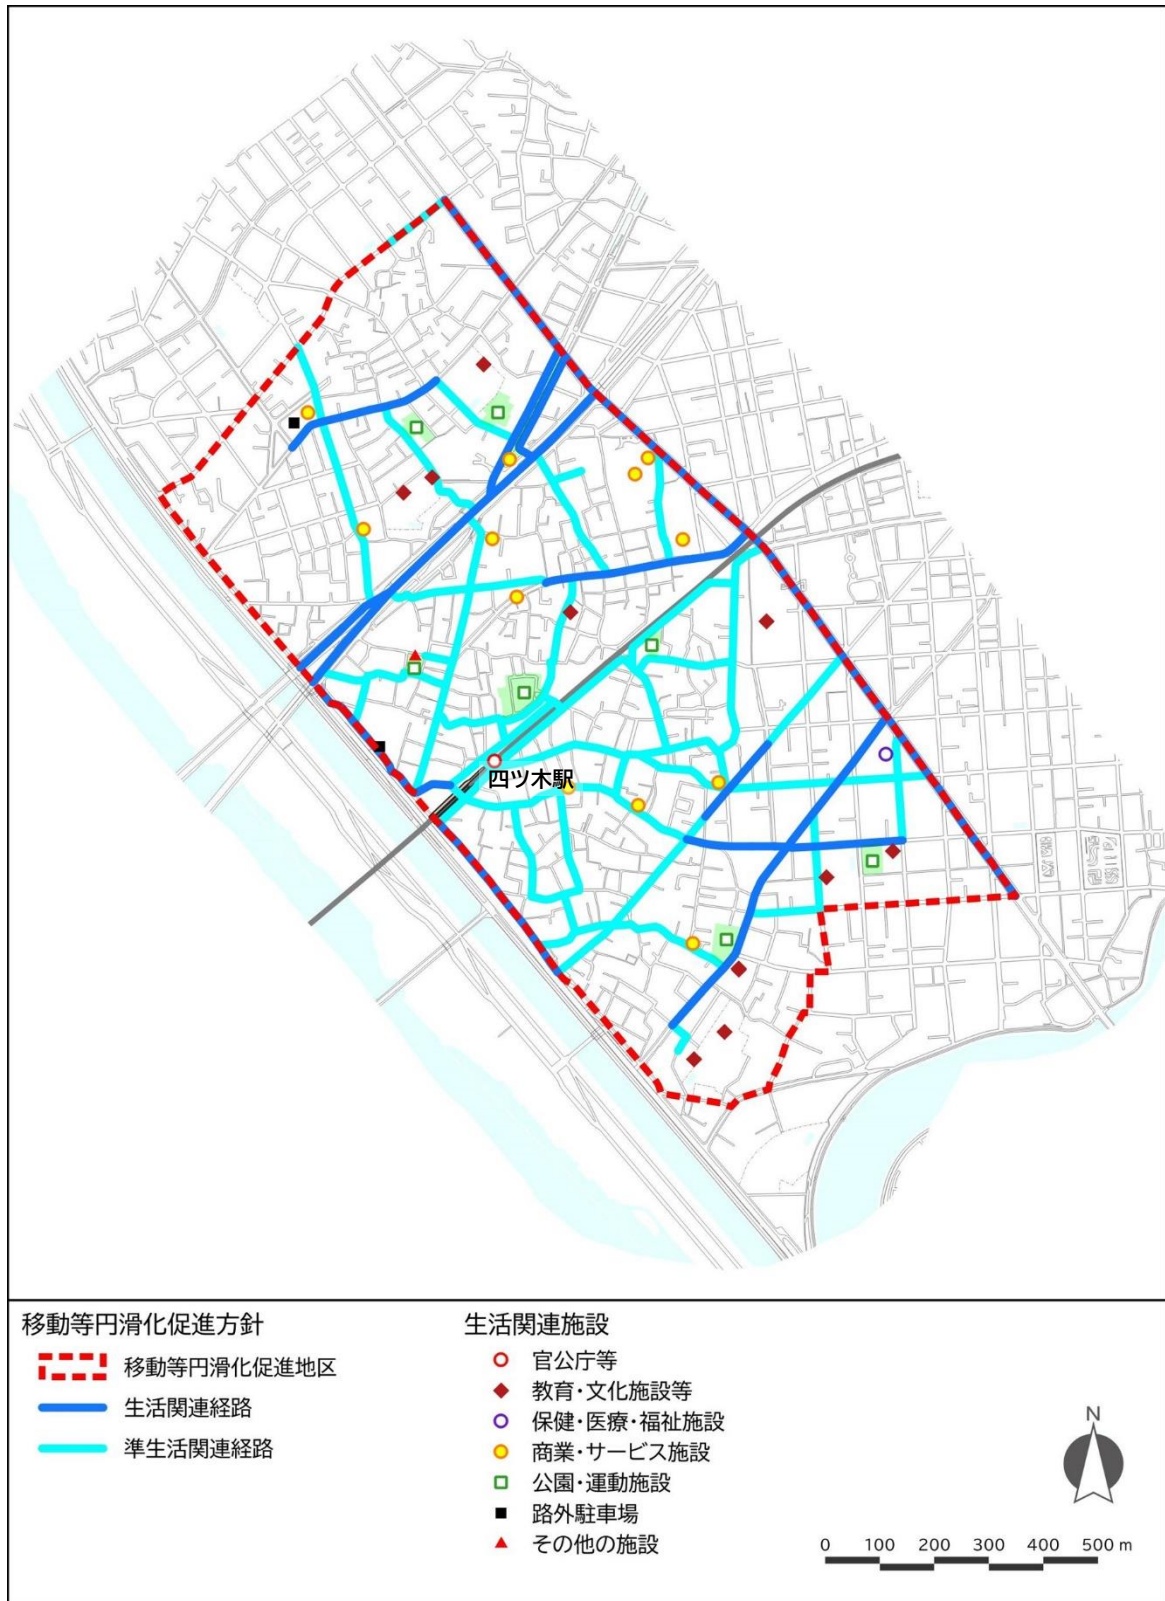 四ツ木駅
移動等円滑化促進方針
移動等円滑化促進地区
生活関連経路
準生活関連経路
生活関連施設
官公庁等
教育・文化施設等
保健・医療・福祉施設
商業・サービス施設
公園・運動施設
路外駐車場
その他の施設
N
0 100 200 300 400 500 m